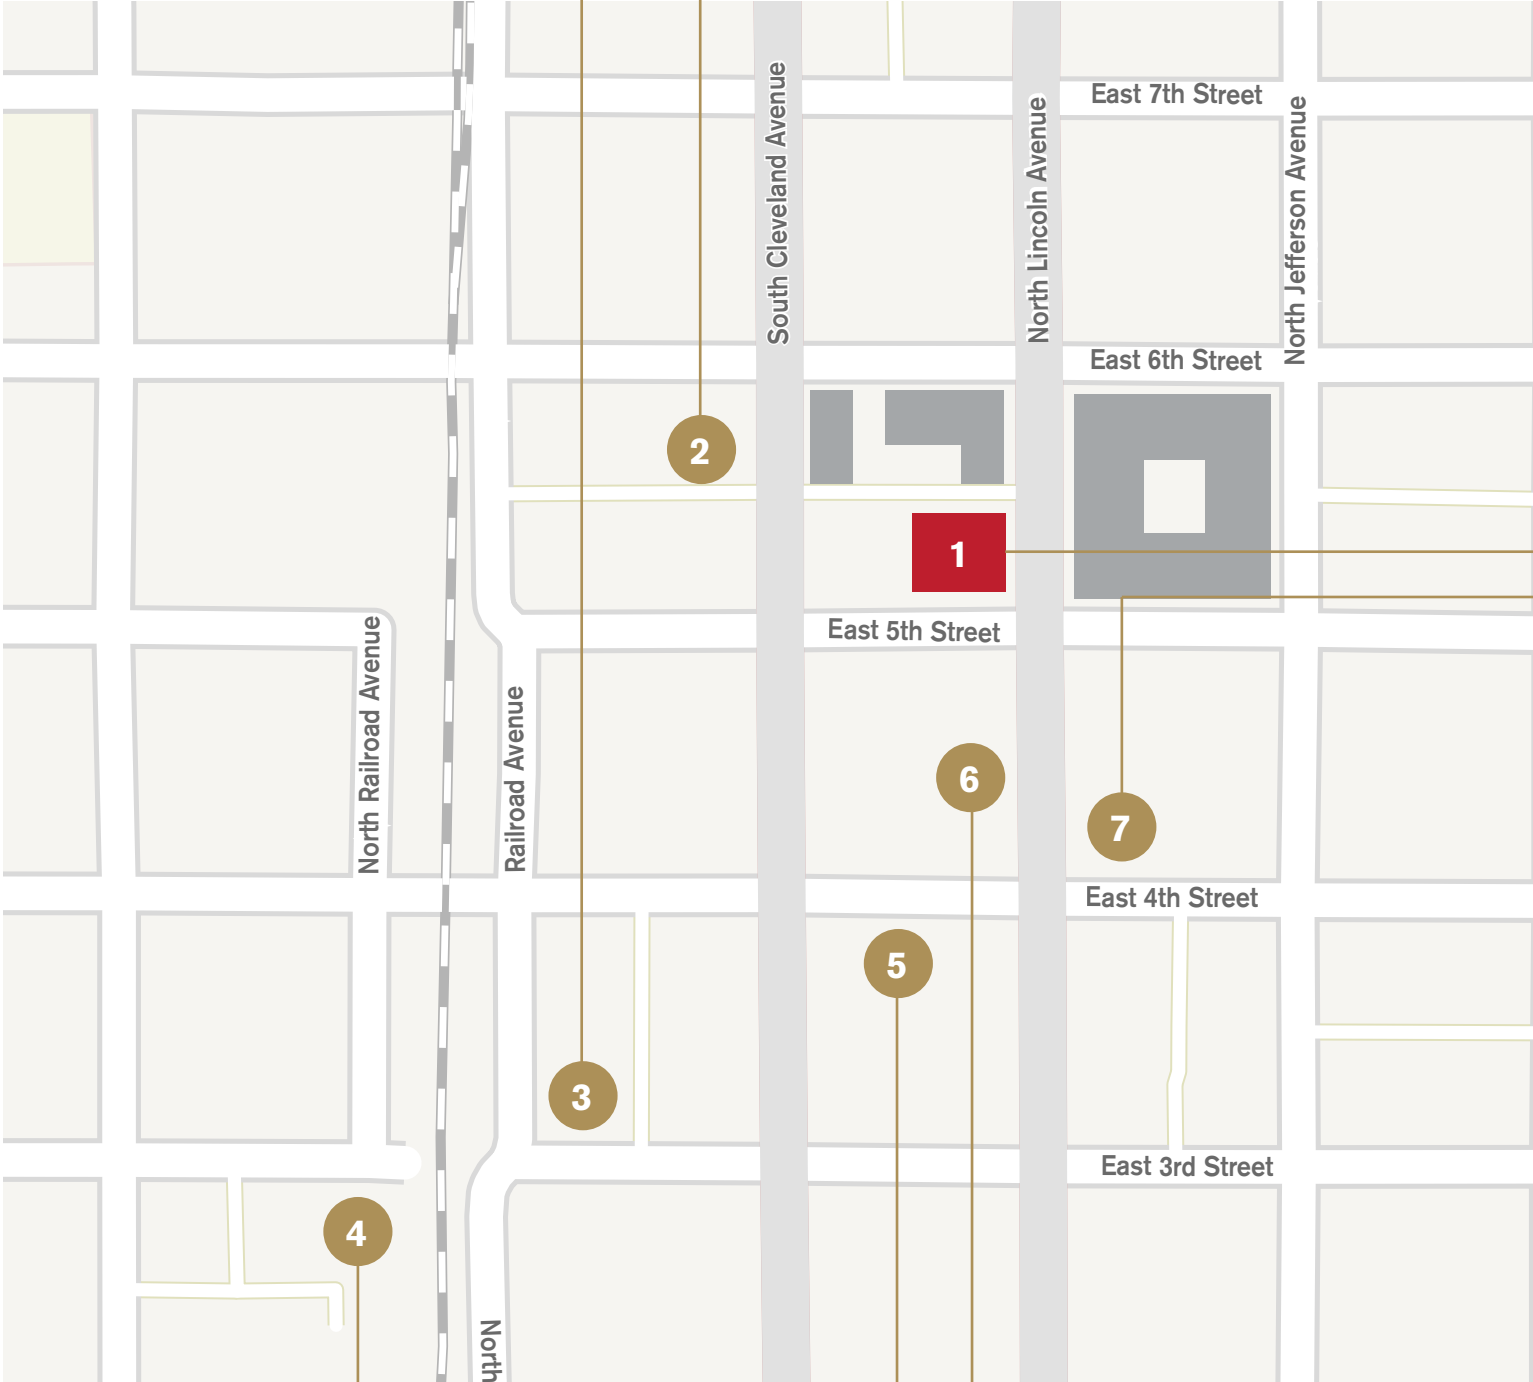 East 7th Street
South Cleveland Avenue
North Lincoln Avenue
North Jefferson Avenue
East 6th Street
2
1
East 5th Street
North Railroad Avenue
Railroad Avenue
6
7
East 4th Street
5
3
East 3rd Street
4
North